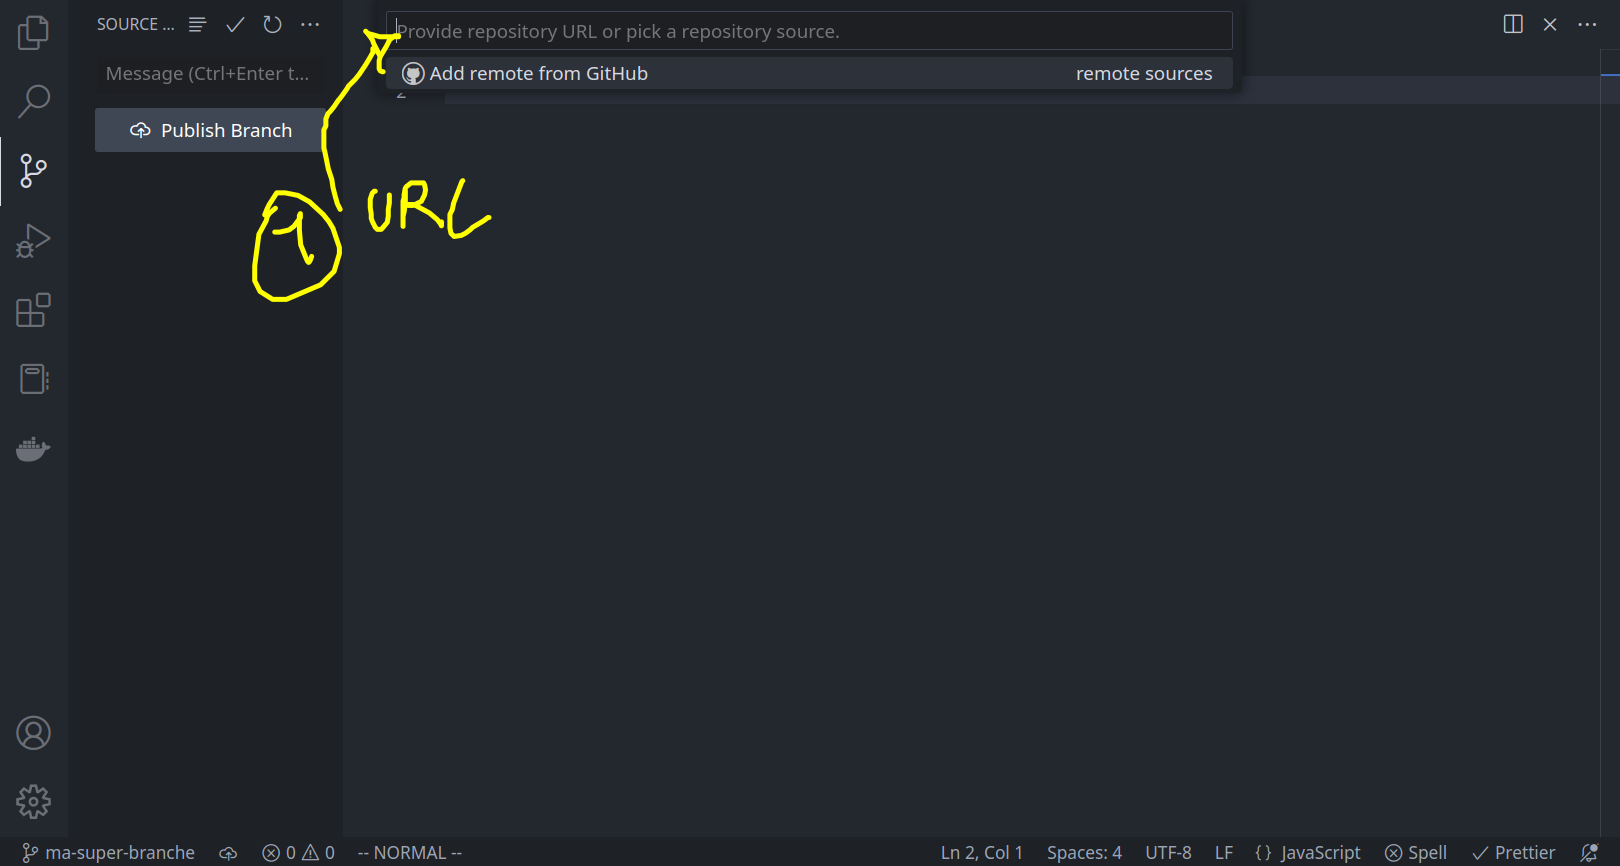 SOURCE ...
Message (Ctrl+Enter t...
Publish Branch
Provide repository URL or pick a repository source.
Add remote from GitHub remote sources
2
1 URL
ma-super-branche 0 0 -- NORMAL -- Ln 2, Col 1 Spaces: 4 UTF-8 LF {} JavaScript Spell Prettier